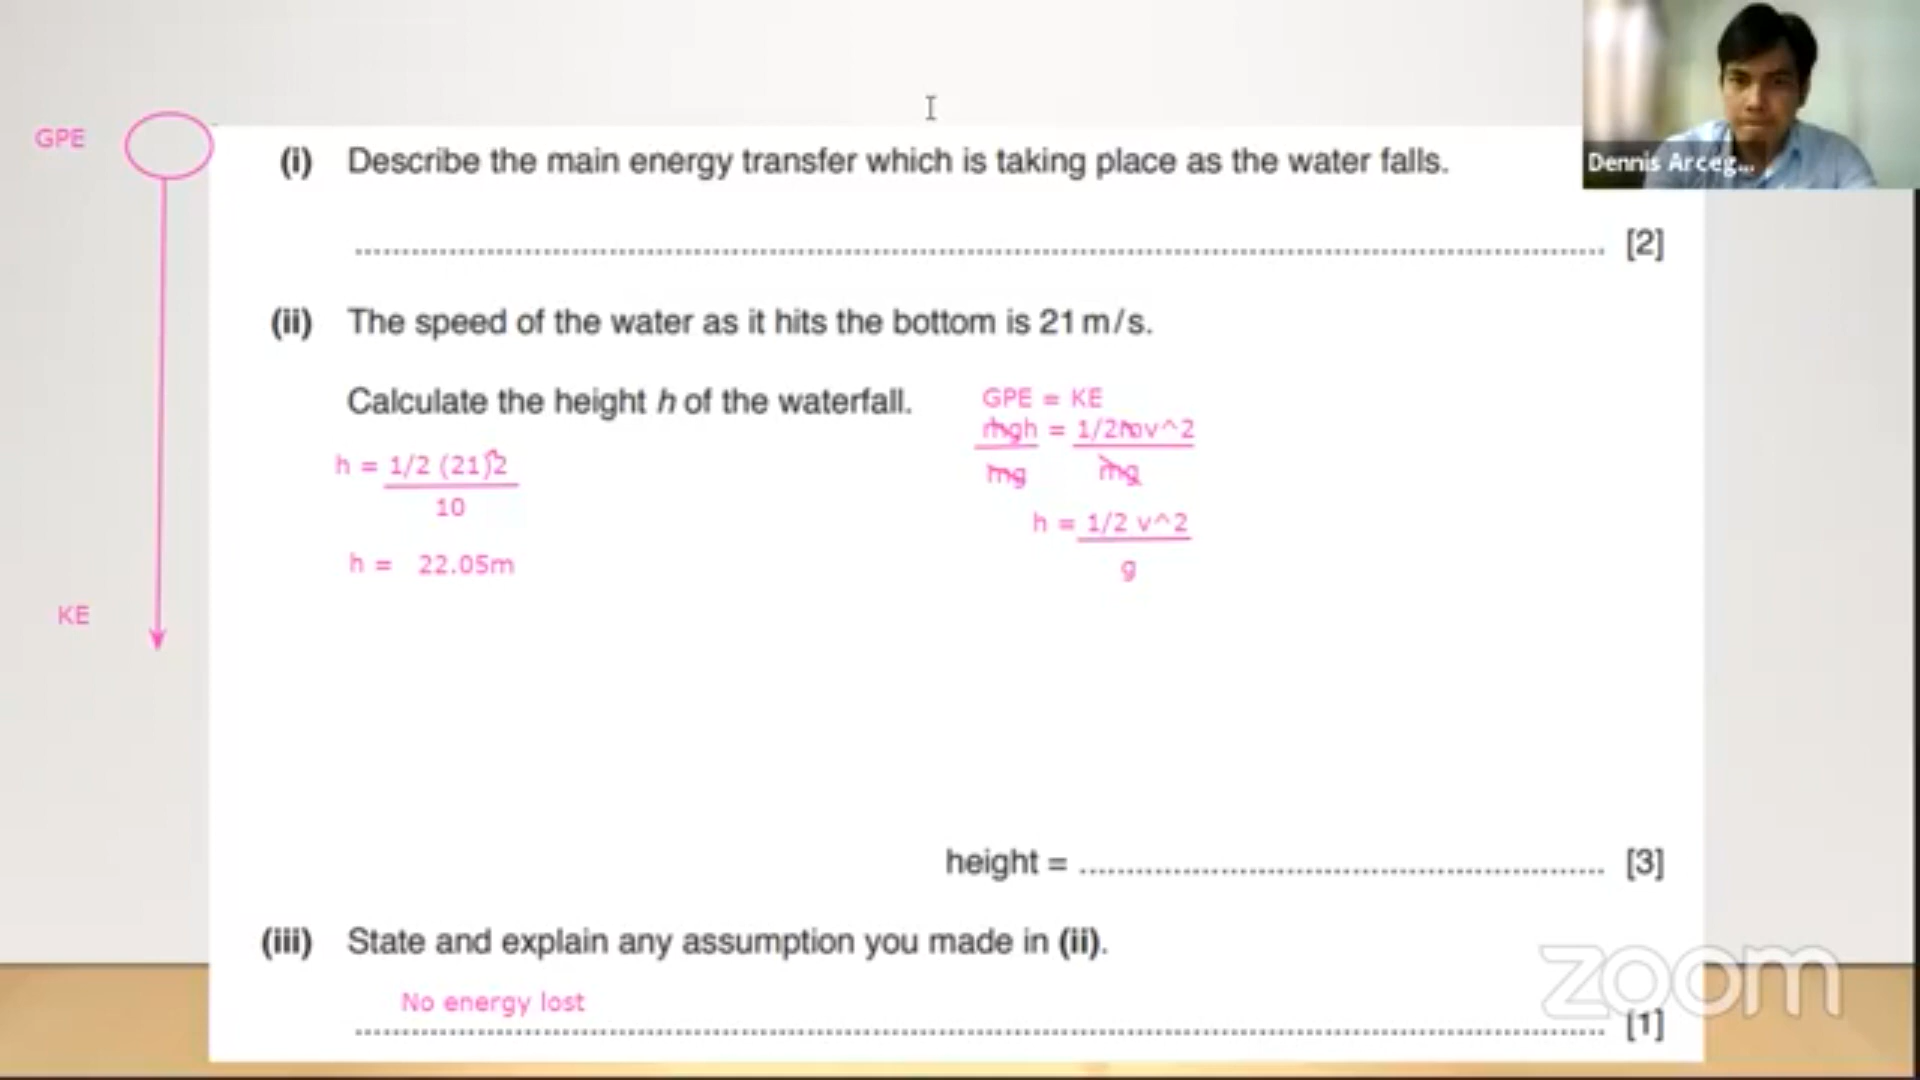 GPE
Dennis Arceg...
(i) Describe the main energy transfer which is taking place as the water falls.
[2]
(ii) The speed of the water as it hits the bottom is 21 m/s.
Calculate the height h of the waterfall.
GPE = KE
mgh = 1/2mv^2
mg mg
h = 1/2 v^2
g
h = 1/2 (21)^2
10
h = 22.05m
KE
height = [3]
(iii) State and explain any assumption you made in (ii).
No energy lost
[1]
zoom